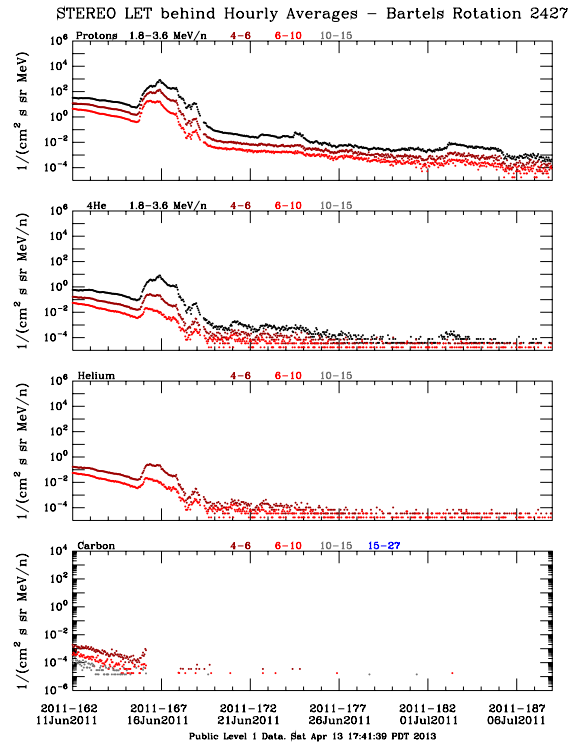 STEREO LET behind Hourly Averages - Bartels Rotation 2427
Protons 1.8-3.6 MeV/n 4-6 6-10 10-15
10^6
10^4
10^2
10^0
10^-2
10^-4
1/(cm^2 s sr MeV)
4He 1.8-3.6 MeV/n 4-6 6-10 10-15
10^6
10^4
10^2
10^0
10^-2
10^-4
1/(cm^2 s sr MeV/n)
Helium 4-6 6-10 10-15
10^6
10^4
10^2
10^0
10^-2
10^-4
1/(cm^2 s sr MeV/n)
Carbon 4-6 6-10 10-15 15-27
10^4
10^2
10^0
10^-2
10^-4
10^-6
1/(cm^2 s sr MeV/n)
2011-162 2011-167 2011-172 2011-177 2011-182 2011-187
11Jun2011 16Jun2011 21Jun2011 26Jun2011 01Jul2011 06Jul2011
Public Level 1 Data. Sat Apr 13 17:41:39 PDT 2013